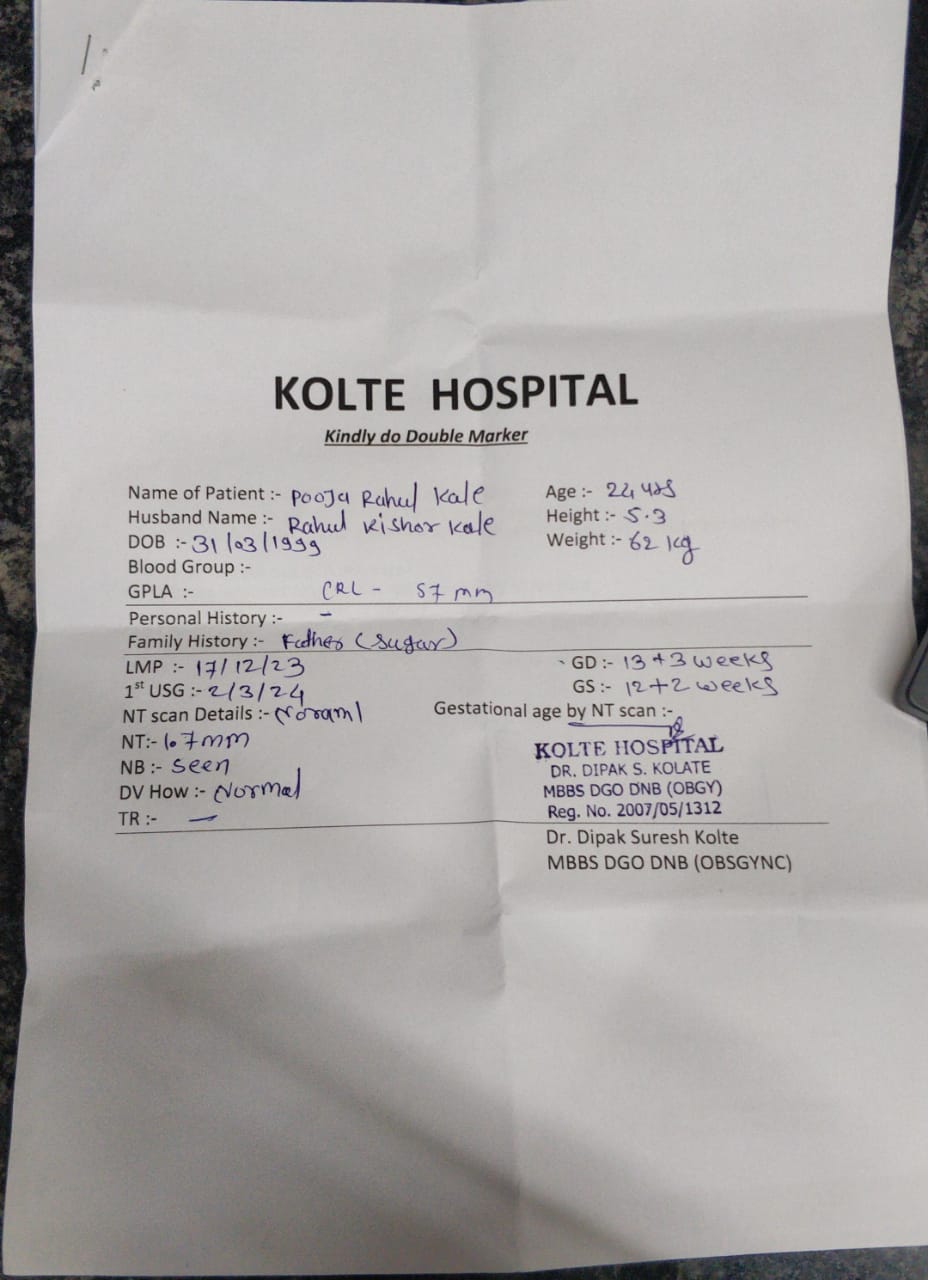 KOLTE HOSPITAL
Kindly do Double Marker
Name of Patient :- Pooja Rahul Kale
Age :- 24 yrs
Husband Name :- Rahul Kishor Kale
Height :- 5.3
DOB :- 31/03/1999
Weight :- 62 kg
Blood Group :-
GPLA :- CRL - 57 mm
Personal History :- -
Family History :- Father (sugar)
LMP :- 17/12/23
GD :- 13+3 weeks
1st USG :- 2/3/24
GS :- 12+2 weeks
NT scan Details :- Noraml
Gestational age by NT scan :-
NT:- 1.7mm
NB :- seen
DV How :- Normal
TR :- -
KOLTE HOSPITAL
DR. DIPAK S. KOLATE
MBBS DGO DNB (OBGY)
Reg. No. 2007/05/1312
Dr. Dipak Suresh Kolte
MBBS DGO DNB (OBSGYNC)